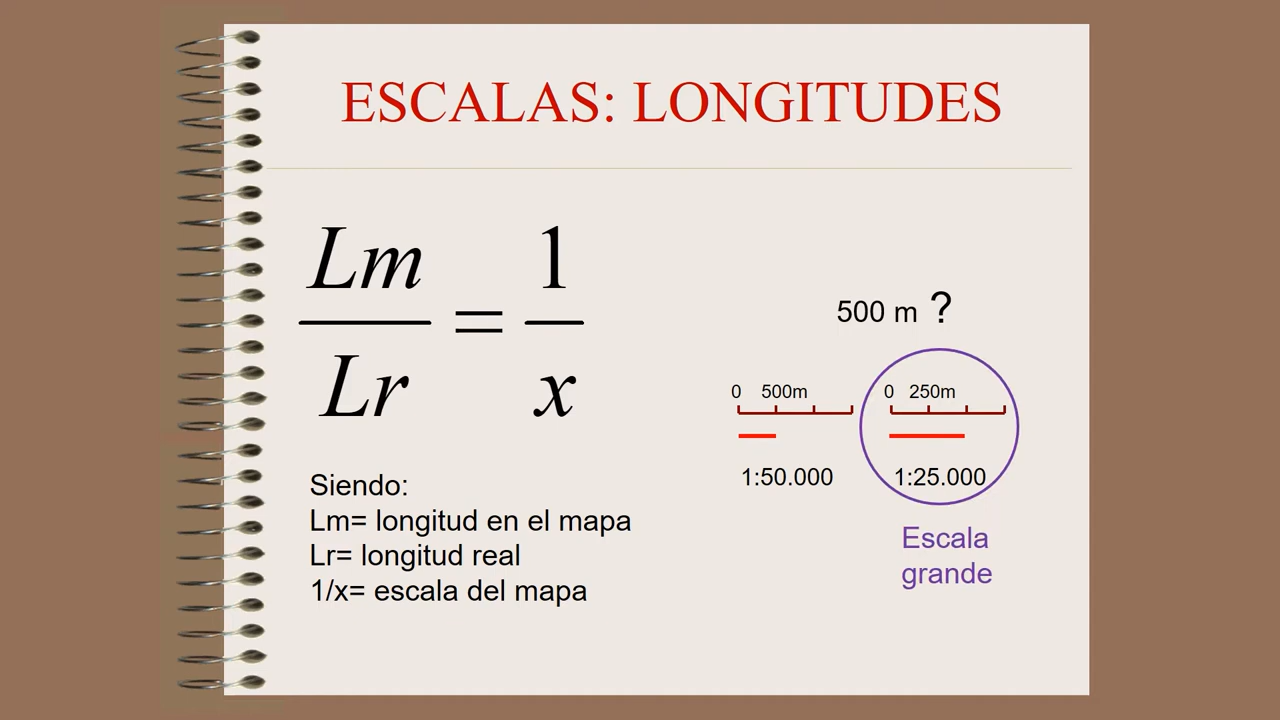 ESCALAS: LONGITUDES
Lm
Lr
=
1
x
Siendo:
Lm= longitud en el mapa
Lr= longitud real
1/x= escala del mapa
500 m ?
0 500m
1:50.000
0 250m
1:25.000
Escala
grande